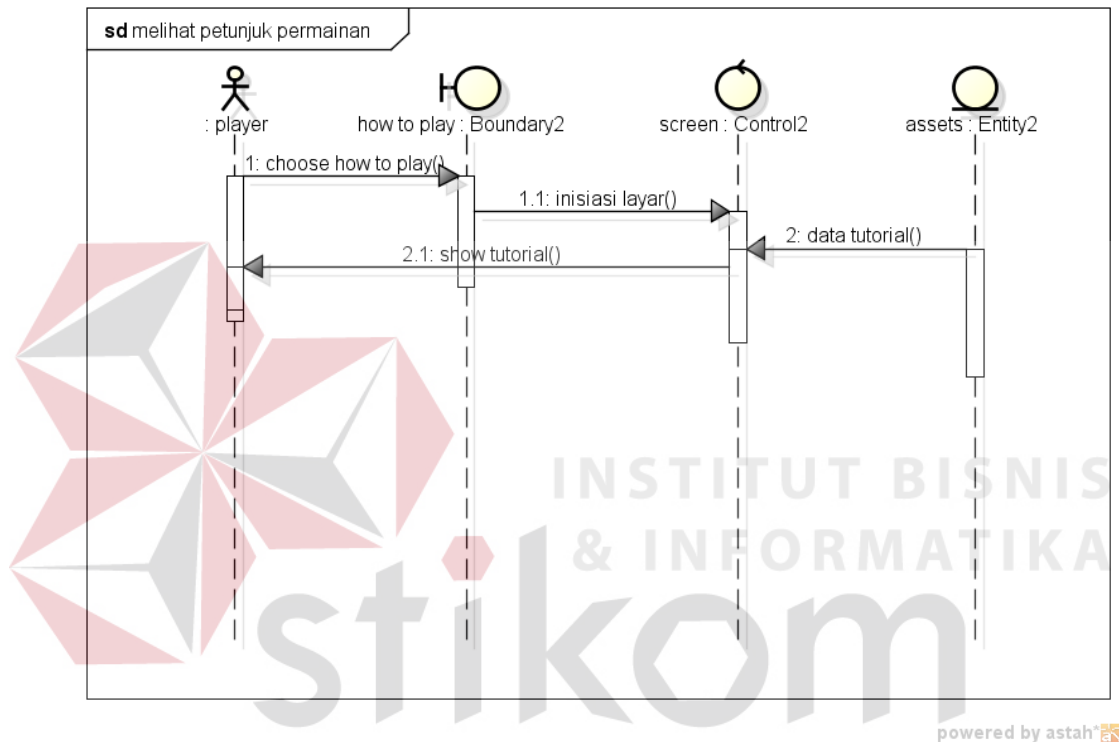 sd melihat petunjuk permainan
: player
how to play : Boundary2
screen : Control2
assets : Entity2
1: choose how to play()
1.1: inisiasi layar()
2: data tutorial()
2.1: show tutorial()
INSTITUT BISNIS
& INFORMATIKA
stikom
powered by astah*